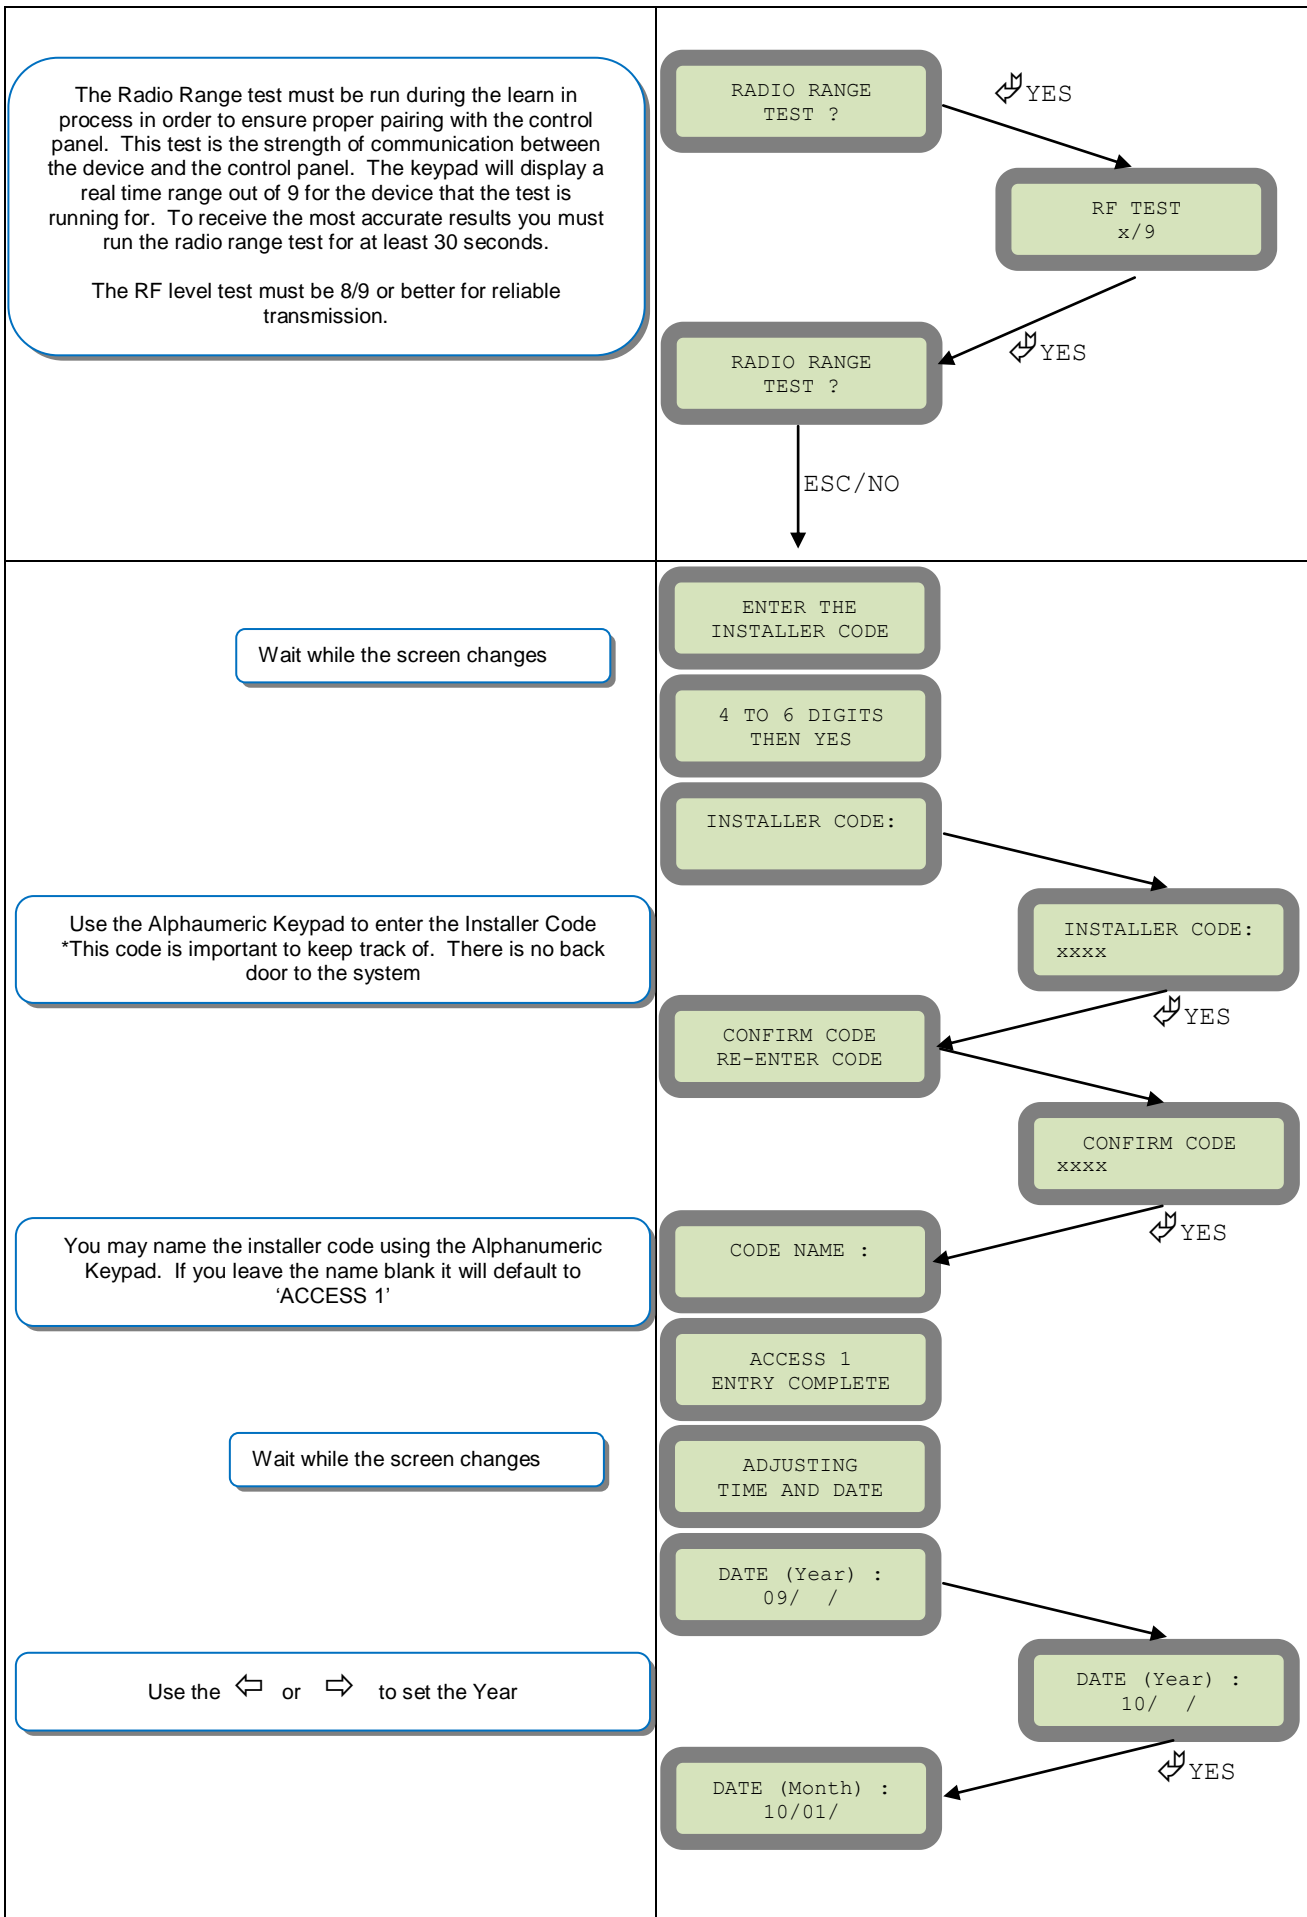 The Radio Range test must be run during the learn in
process in order to ensure proper pairing with the control
panel. This test is the strength of communication between
the device and the control panel. The keypad will display a
real time range out of 9 for the device that the test is
running for. To receive the most accurate results you must
run the radio range test for at least 30 seconds.
The RF level test must be 8/9 or better for reliable
transmission.
RADIO RANGE
TEST ?
YES
RF TEST
x/9
YES
RADIO RANGE
TEST ?
ESC/NO
ENTER THE
INSTALLER CODE
Wait while the screen changes
4 TO 6 DIGITS
THEN YES
INSTALLER CODE:
Use the Alphaumeric Keypad to enter the Installer Code
*This code is important to keep track of. There is no back
door to the system
INSTALLER CODE:
xxxx
YES
CONFIRM CODE
RE-ENTER CODE
CONFIRM CODE
xxxx
YES
You may name the installer code using the Alphanumeric
Keypad. If you leave the name blank it will default to
‘ACCESS 1’
CODE NAME :
ACCESS 1
ENTRY COMPLETE
Wait while the screen changes
ADJUSTING
TIME AND DATE
DATE (Year) :
09/ /
Use the ⇦ or ⇨ to set the Year
DATE (Year) :
10/ /
YES
DATE (Month) :
10/01/